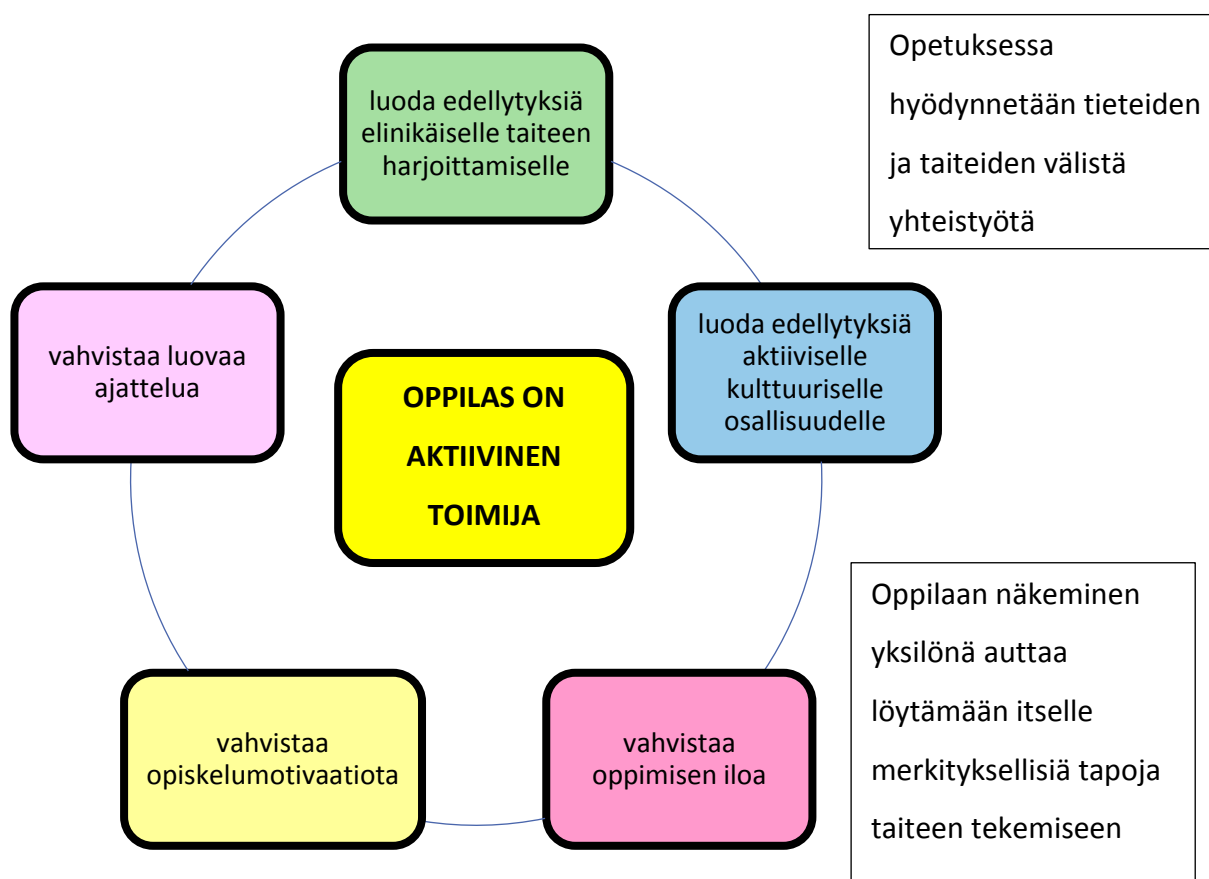 luoda edellytyksiä
elinikäiselle taiteen
harjoittamiselle
Opetuksessa
hyödynnetään tieteiden
ja taiteiden välistä
yhteistyötä
vahvistaa luovaa
ajattelua
OPPILAS ON
AKTIIVINEN
TOIMIJA
luoda edellytyksiä
aktiiviselle
kulttuuriselle
osallisuudelle
vahvistaa
opiskelumotivaatiota
vahvistaa
oppimisen iloa
Oppilaan näkeminen
yksilönä auttaa
löytämään itselle
merkityksellisiä tapoja
taiteen tekemiseen